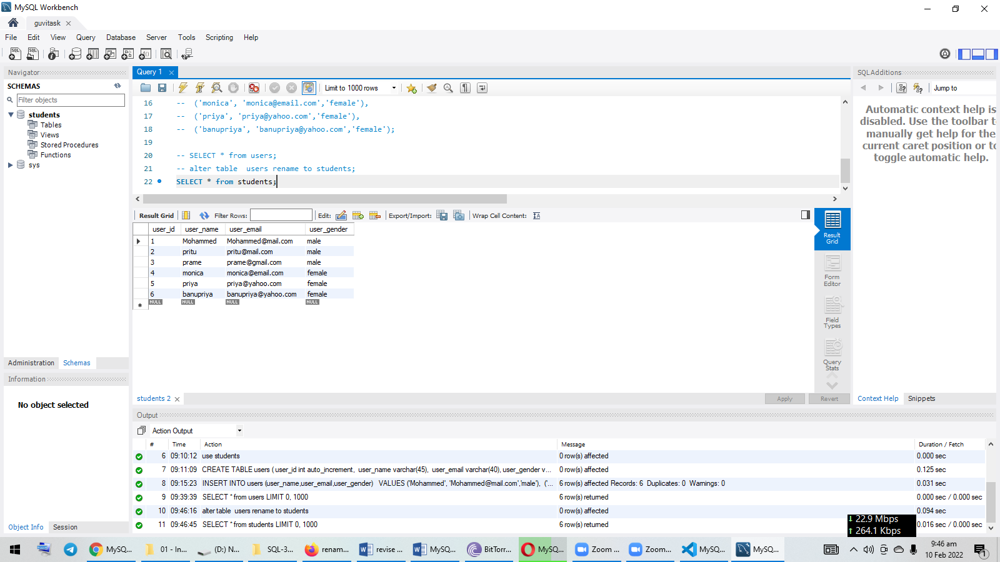 MySQL Workbench
guvitask
File Edit View Query Database Server Tools Scripting Help
Navigator
SCHEMAS
Filter objects
students
Tables
Views
Stored Procedures
Functions
sys
Administration Schemas
Information
No object selected
Object Info Session
Query 1
Limit to 1000 rows
16 -- ('monica', 'monica@email.com','female'),
17 -- ('priya', 'priya@yahoo.com','female'),
18 -- ('banupriya', 'banupriya@yahoo.com','female');
19
20 -- SELECT * from users;
21 -- alter table  users rename to students;
22 SELECT * from students;
Result Grid Filter Rows: Edit: Export/Import: Wrap Cell Content:
user_id user_name user_email user_gender
1 Mohammed Mohammed@mail.com male
2 pritu pritu@mail.com male
3 prame prame@gmail.com male
4 monica monica@email.com female
5 priya priya@yahoo.com female
6 banupriya banupriya@yahoo.com female
NULL NULL NULL NULL
Result
Grid
Form
Editor
Field
Types
Query
Stats
students 2
Apply Revert
SQLAdditions
Jump to
Automatic context help is
disabled. Use the toolbar t
manually get help for the
current caret position or to
toggle automatic help.
Context Help Snippets
Output
Action Output
# Time Action Message Duration / Fetch
6 09:10:12 use students 0 row(s) affected 0.000 sec
7 09:11:09 CREATE TABLE users ( user_id int auto_increment,  user_name varchar(45),  user_email varchar(40), user_gender v... 0 row(s) affected 0.125 sec
8 09:15:23 INSERT INTO users (user_name,user_email,user_gender)   VALUES ('Mohammed', 'Mohammed@mail.com','male'),  ('... 6 row(s) affected Records: 6  Duplicates: 0  Warnings: 0 0.031 sec
9 09:39:39 SELECT * from users LIMIT 0, 1000 6 row(s) returned 0.000 sec / 0.000 sec
10 09:46:16 alter table  users rename to students 0 row(s) affected 0.094 sec
11 09:46:45 SELECT * from students LIMIT 0, 1000 6 row(s) returned 0.016 sec / 0.000 sec
22.9 Mbps
264.1 Kbps
MySQ... 01 - In... (D:) N... SQL-3... renam... revise ... MySQ... BitTorr... MySQ... Zoom ... Zoom... MySQ... MySQ...
9:46 am
10 Feb 2022
1